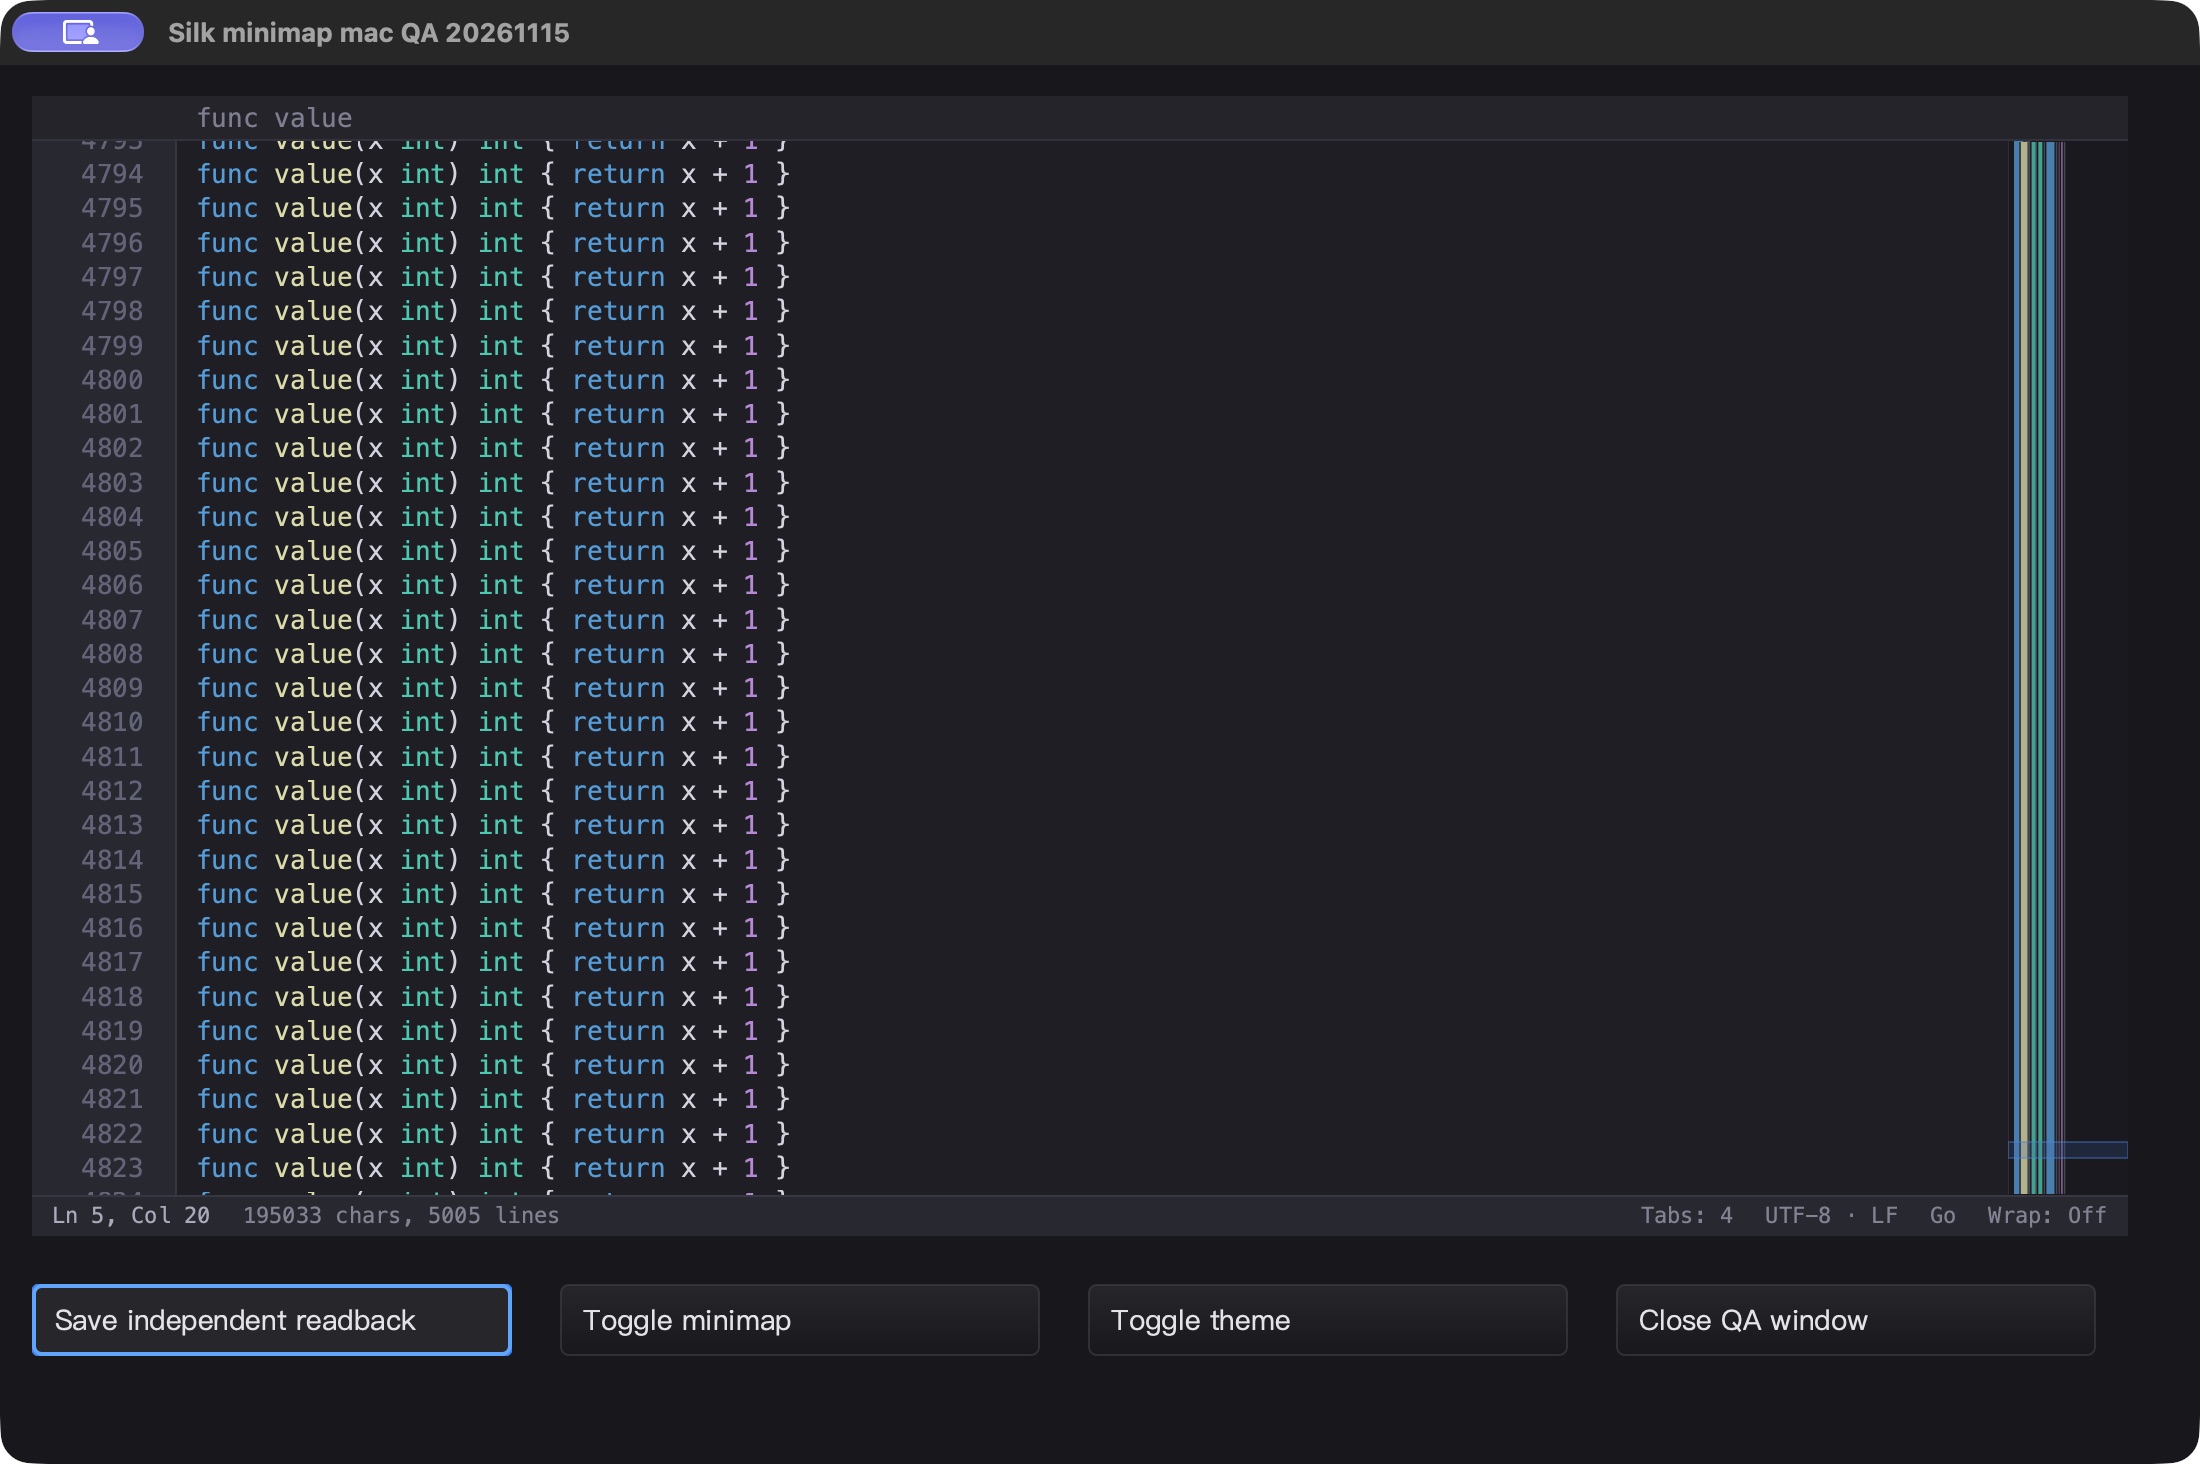 Silk minimap mac QA 20261115
func value
4793 func value(x int) int { return x + 1 }
4794 func value(x int) int { return x + 1 }
4795 func value(x int) int { return x + 1 }
4796 func value(x int) int { return x + 1 }
4797 func value(x int) int { return x + 1 }
4798 func value(x int) int { return x + 1 }
4799 func value(x int) int { return x + 1 }
4800 func value(x int) int { return x + 1 }
4801 func value(x int) int { return x + 1 }
4802 func value(x int) int { return x + 1 }
4803 func value(x int) int { return x + 1 }
4804 func value(x int) int { return x + 1 }
4805 func value(x int) int { return x + 1 }
4806 func value(x int) int { return x + 1 }
4807 func value(x int) int { return x + 1 }
4808 func value(x int) int { return x + 1 }
4809 func value(x int) int { return x + 1 }
4810 func value(x int) int { return x + 1 }
4811 func value(x int) int { return x + 1 }
4812 func value(x int) int { return x + 1 }
4813 func value(x int) int { return x + 1 }
4814 func value(x int) int { return x + 1 }
4815 func value(x int) int { return x + 1 }
4816 func value(x int) int { return x + 1 }
4817 func value(x int) int { return x + 1 }
4818 func value(x int) int { return x + 1 }
4819 func value(x int) int { return x + 1 }
4820 func value(x int) int { return x + 1 }
4821 func value(x int) int { return x + 1 }
4822 func value(x int) int { return x + 1 }
4823 func value(x int) int { return x + 1 }
Ln 5, Col 20 195033 chars, 5005 lines Tabs: 4 UTF-8 · LF Go Wrap: Off
Save independent readback Toggle minimap Toggle theme Close QA window